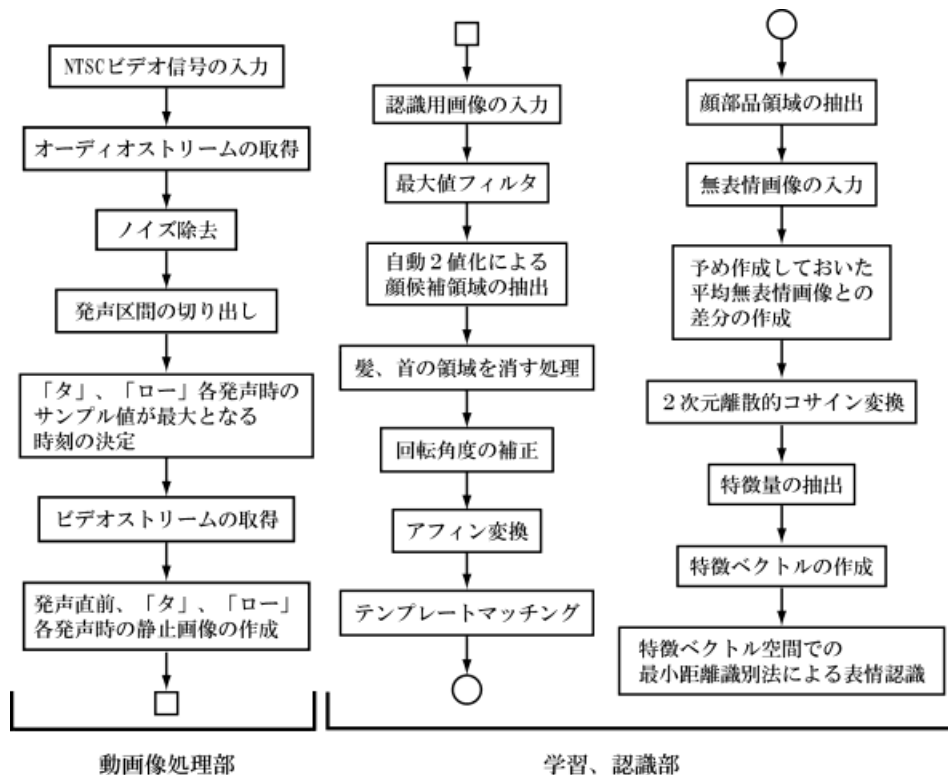 NTSCビデオ信号の入力
オーディオストリームの取得
ノイズ除去
発声区間の切り出し
「タ」、「ロー」各発声時の
サンプル値が最大となる
時刻の決定
ビデオストリームの取得
発声直前、「タ」、「ロー」
各発声時の静止画像の作成
動画像処理部
認識用画像の入力
最大値フィルタ
自動2値化による
顔候補領域の抽出
髪、首の領域を消す処理
回転角度の補正
アフィン変換
テンプレートマッチング
顔部品領域の抽出
無表情画像の入力
予め作成しておいた
平均無表情画像との
差分の作成
2次元離散的コサイン変換
特徴量の抽出
特徴ベクトルの作成
特徴ベクトル空間での
最小距離識別法による表情認識
学習、認識部